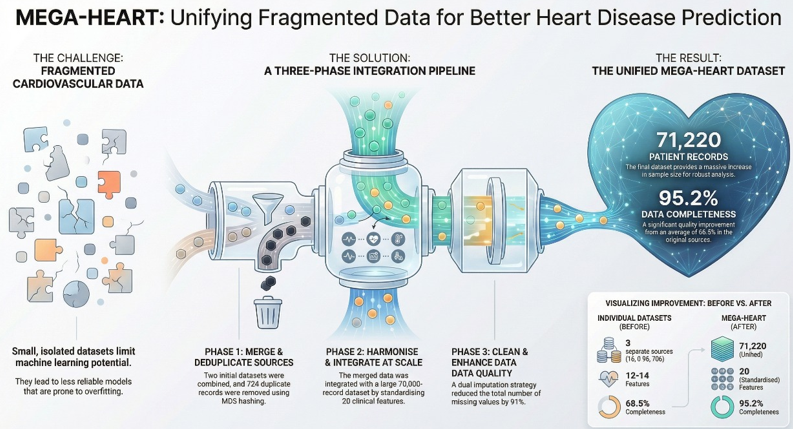 MEGA-HEART: Unifying Fragmented Data for Better Heart Disease Prediction
THE CHALLENGE:
FRAGMENTED
CARDIOVASCULAR DATA
Small, isolated datasets limit
machine learning potential.
They lead to less reliable models
that are prone to overfitting.
THE SOLUTION:
A THREE-PHASE INTEGRATION PIPELINE
PHASE 1: MERGE &
DEDUPLICATE SOURCES
Two initial datasets were
combined, and 724 duplicate
records were removed using
MDS hashing.
PHASE 2: HARMONISE
& INTEGRATE AT SCALE
The merged data was
integrated with a large 70,000-
record dataset by standardising
20 clinical features.
PHASE 3: CLEAN &
ENHANCE DATA
DATA QUALITY
A dual imputation strategy
reduced the total number of
missing values by 91%.
THE RESULT:
THE UNIFIED MEGA-HEART DATASET
71,220
PATIENT RECORDS
The final dataset provides a massive increase
in sample size for robust analysis.
95.2%
DATA COMPLETENESS
A significant quality improvement
from an average of 66.5% in the
original sources.
VISUALIZING IMPROVEMENT: BEFORE VS. AFTER
INDIVIDUAL DATASETS
(BEFORE)
3
separate sources
(16, 0 96, 706)
12-14
Features
68.5%
Completeness
MEGA-HEART
(AFTER)
71,220
(Unihed)
20
(Standardised)
Features
95.2%
Completenees